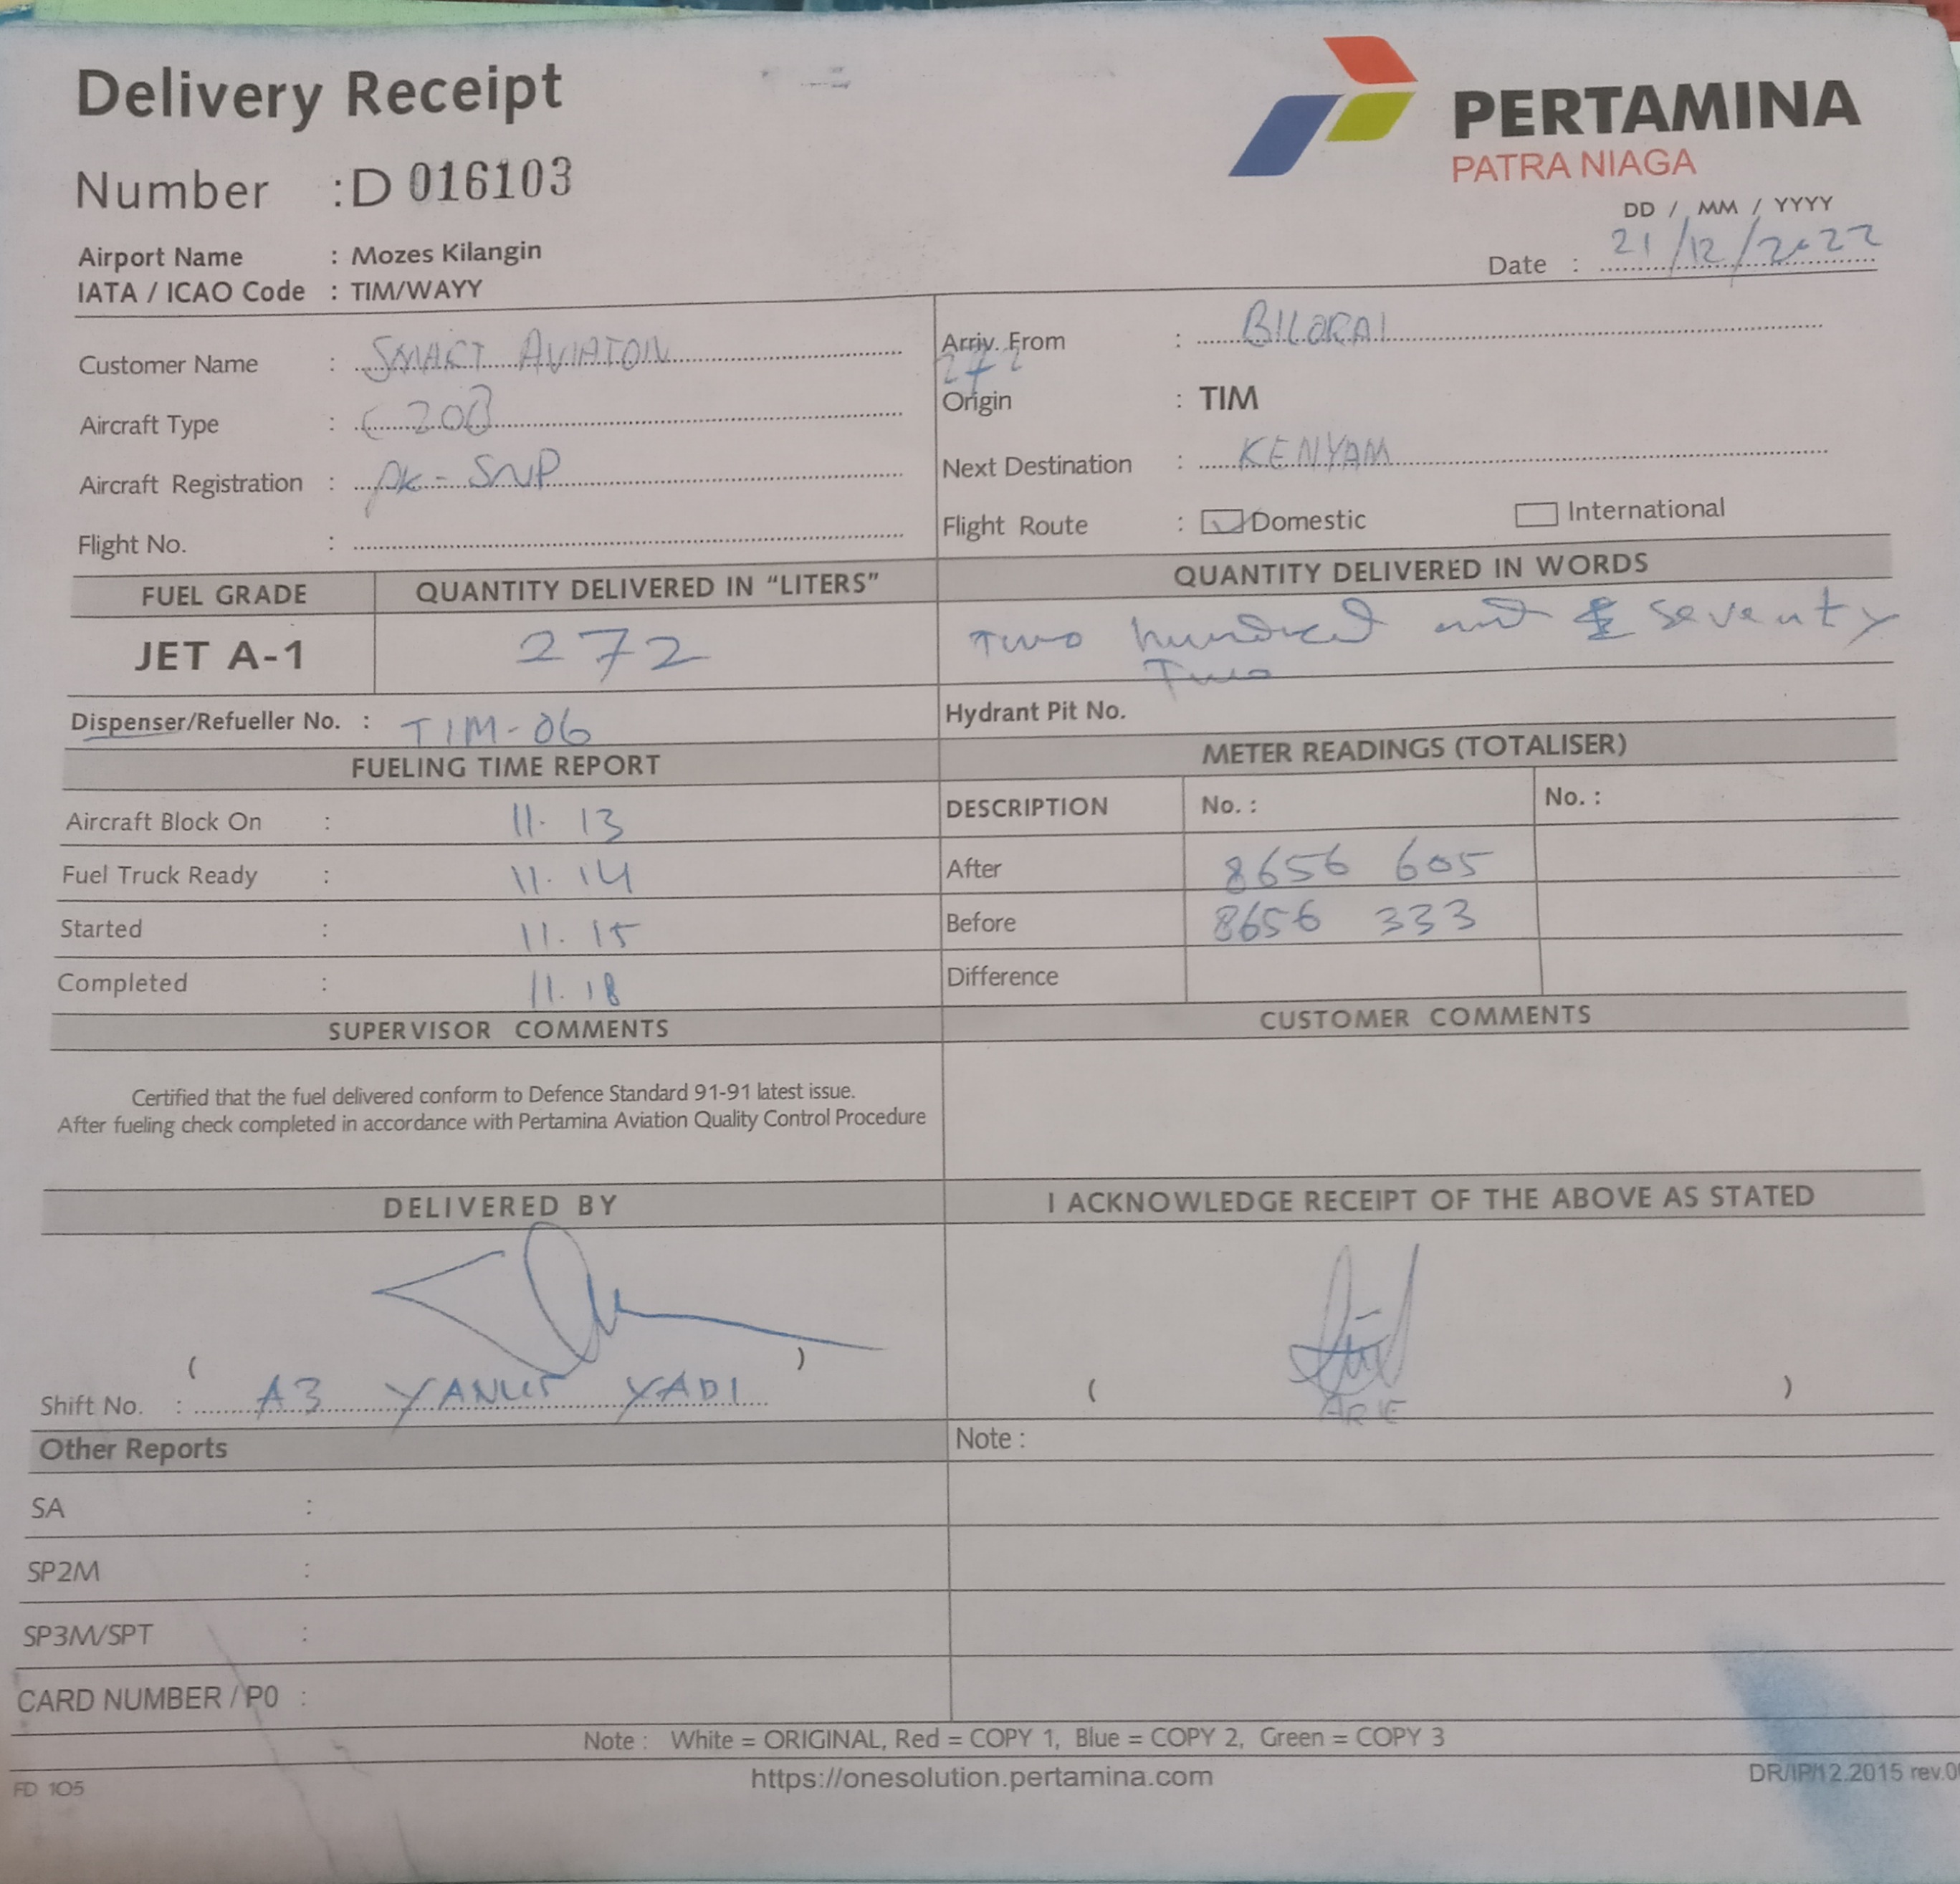 Delivery Receipt
PERTAMINA
PATRA NIAGA
Number : D 016103
DD / MM / YYYY
Date : 21/12/2022
Airport Name : Mozes Kilangin
IATA / ICAO Code : TIM/WAYY
Customer Name : SMART AVIATON
Aircraft Type : C 208
Aircraft Registration : PK - SNP
Flight No. :
Arriv. From : BILORAI
272
Origin : TIM
Next Destination : KENYAM
Flight Route : Domestic International
FUEL GRADE QUANTITY DELIVERED IN “LITERS” QUANTITY DELIVERED IN WORDS
JET A-1 272 Two hundred and seventy
Two
Dispenser/Refueller No. : TIM-06 Hydrant Pit No.
FUELING TIME REPORT METER READINGS (TOTALISER)
DESCRIPTION No. : No. :
Aircraft Block On : 11. 13
Fuel Truck Ready : 11. 14 After 8656 605
Started : 11. 15 Before 8656 333
Completed : 11. 18 Difference
SUPERVISOR COMMENTS CUSTOMER COMMENTS
Certified that the fuel delivered conform to Defence Standard 91-91 latest issue.
After fueling check completed in accordance with Pertamina Aviation Quality Control Procedure
DELIVERED BY I ACKNOWLEDGE RECEIPT OF THE ABOVE AS STATED
( ) ( )
Shift No. : A3 YADI ARIE
Other Reports Note :
SA :
SP2M :
SP3M/SPT :
CARD NUMBER / P0 :
Note : White = ORIGINAL, Red = COPY 1, Blue = COPY 2, Green = COPY 3
https://onesolution.pertamina.com
FD 105 DR/IP/12.2015 rev.0